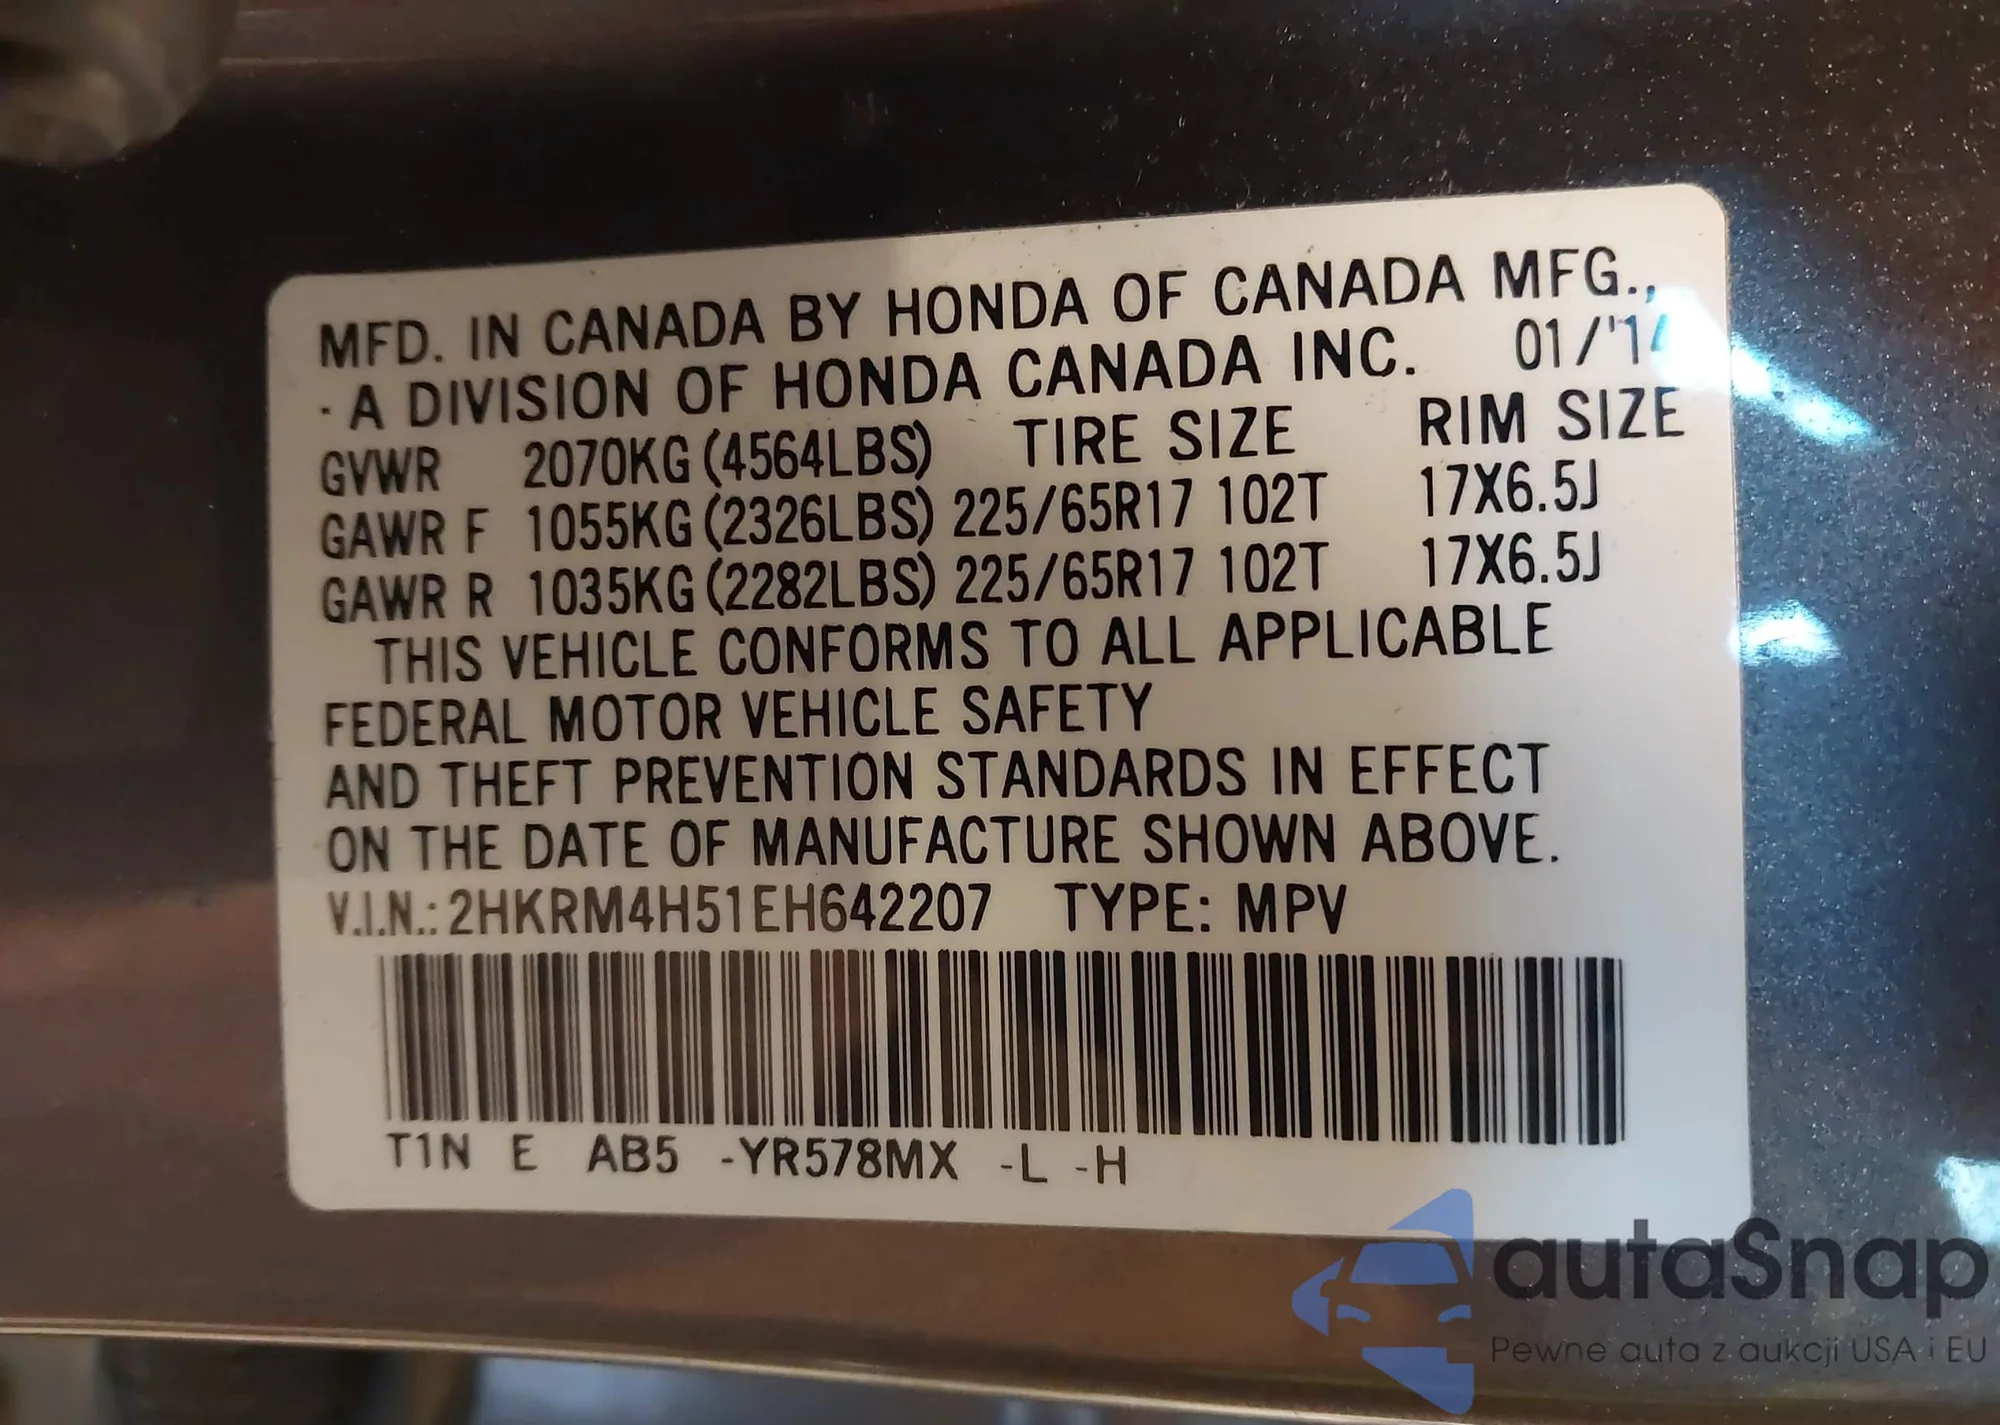 MFD. IN CANADA BY HONDA OF CANADA MFG.,
· A DIVISION OF HONDA CANADA INC. 01/'14
GVWR 2070KG (4564LBS) TIRE SIZE RIM SIZE
GAWR F 1055KG (2326LBS) 225/65R17 102T 17X6.5J
GAWR R 1035KG (2282LBS) 225/65R17 102T 17X6.5J
THIS VEHICLE CONFORMS TO ALL APPLICABLE
FEDERAL MOTOR VEHICLE SAFETY
AND THEFT PREVENTION STANDARDS IN EFFECT
ON THE DATE OF MANUFACTURE SHOWN ABOVE.
V.I.N.: 2HKRM4H51EH642207 TYPE: MPV
T1N E AB5 -YR578MX -L -H
autaSnap
Pewne auta z aukcji USA i EU